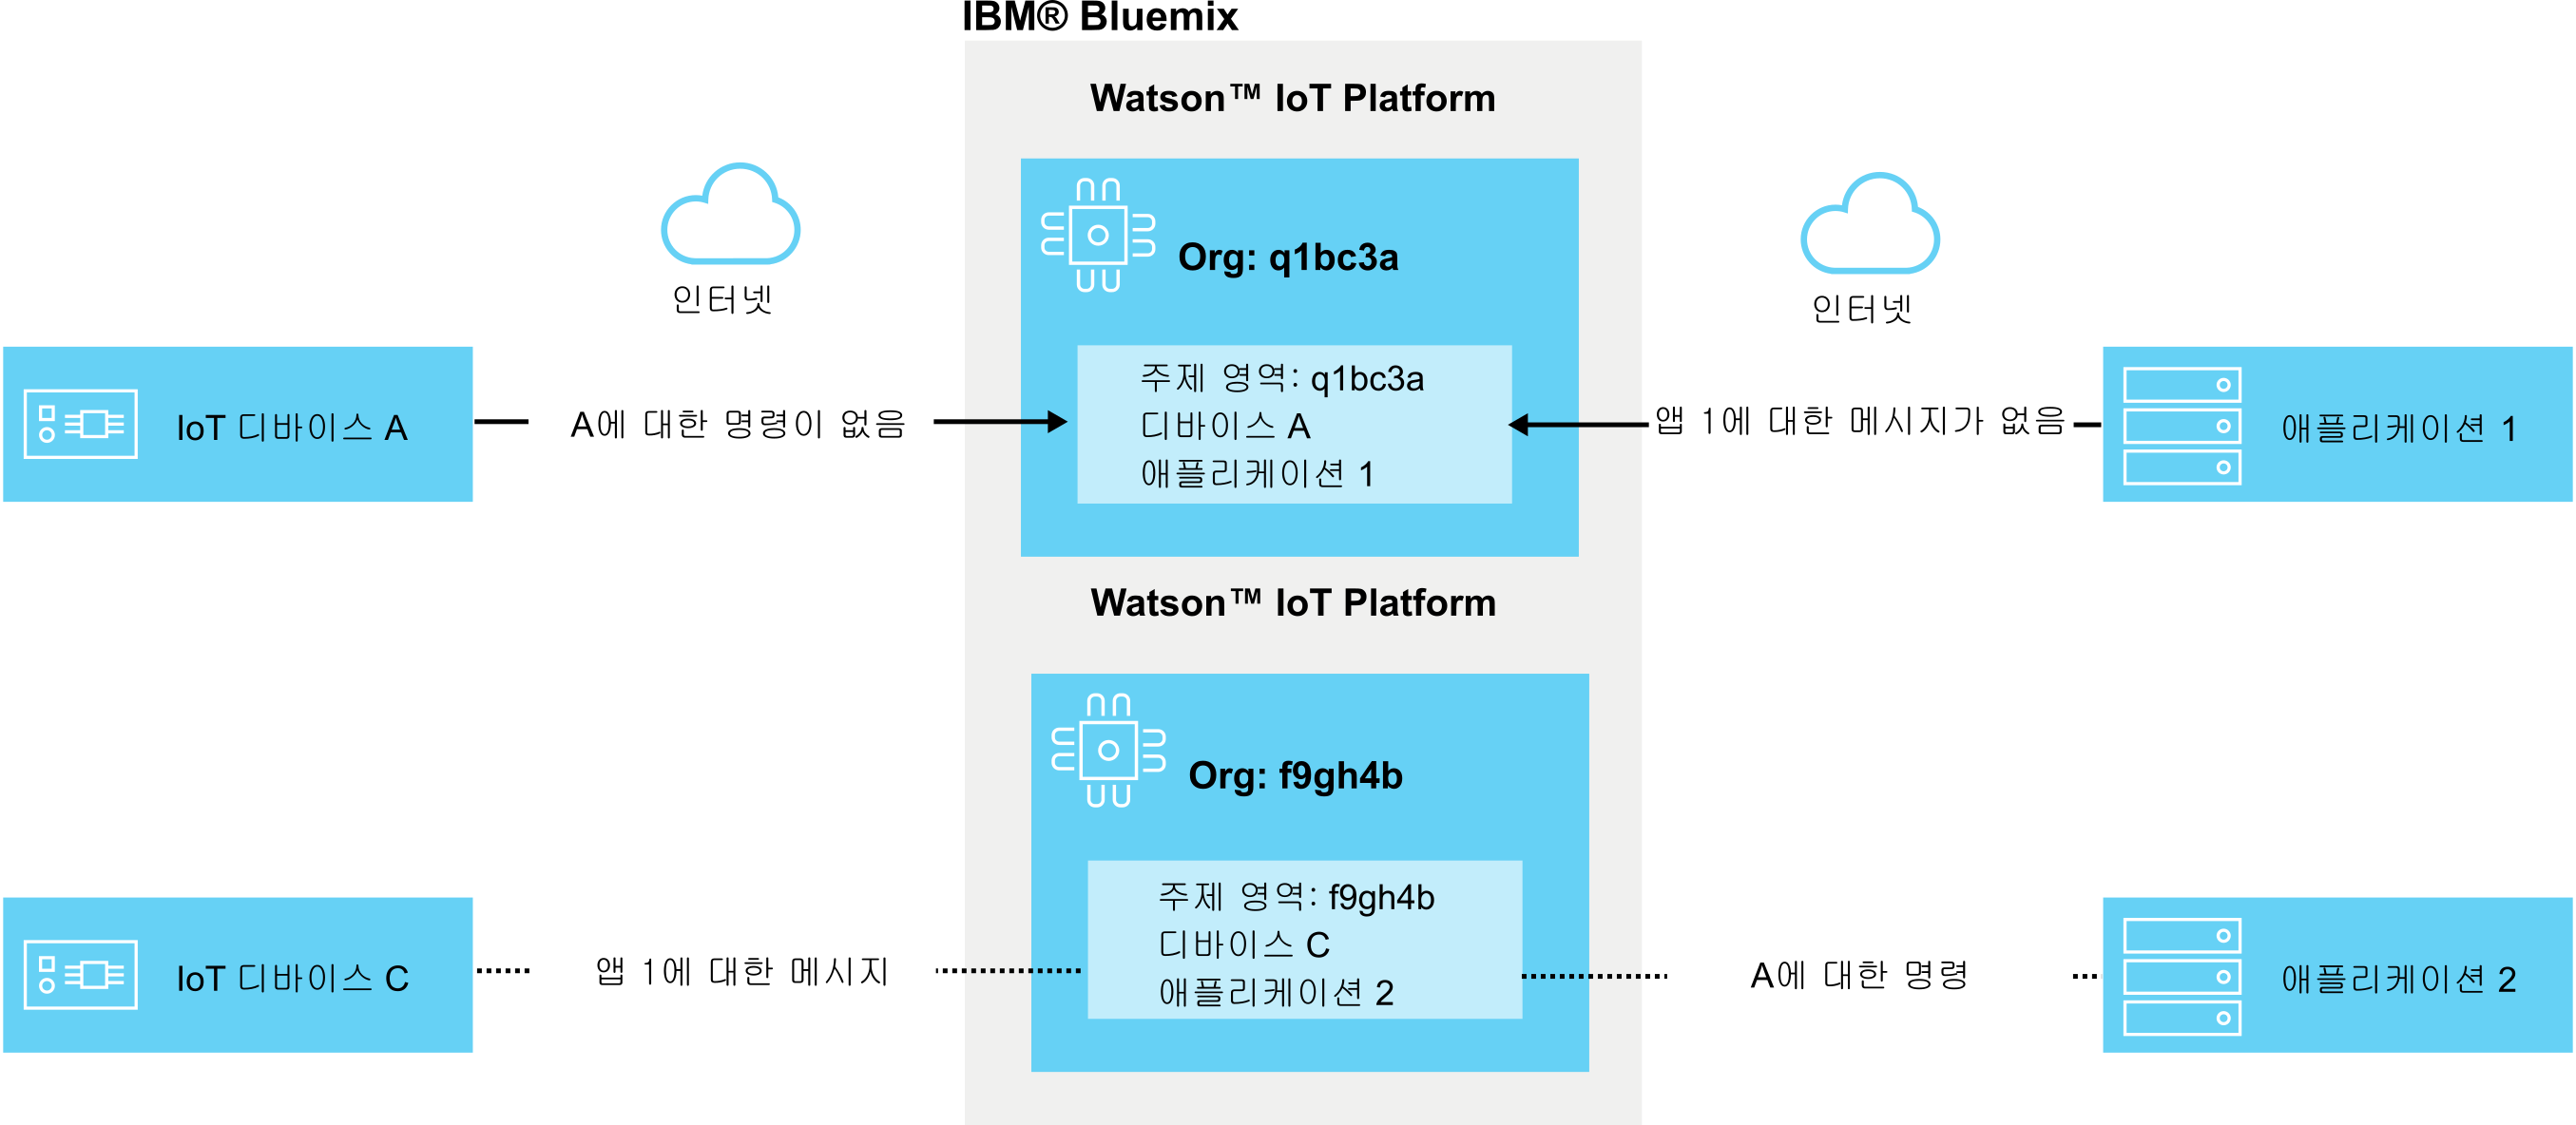 IBM® Bluemix
Watson™ IoT Platform
Org: q1bc3a
인터넷
인터넷
IoT 디바이스 A
A에 대한 명령이 없음
주제 영역: q1bc3a
디바이스 A
애플리케이션 1
앱 1에 대한 메시지가 없음
애플리케이션 1
Watson™ IoT Platform
Org: f9gh4b
IoT 디바이스 C
앱 1에 대한 메시지
주제 영역: f9gh4b
디바이스 C
애플리케이션 2
A에 대한 명령
애플리케이션 2